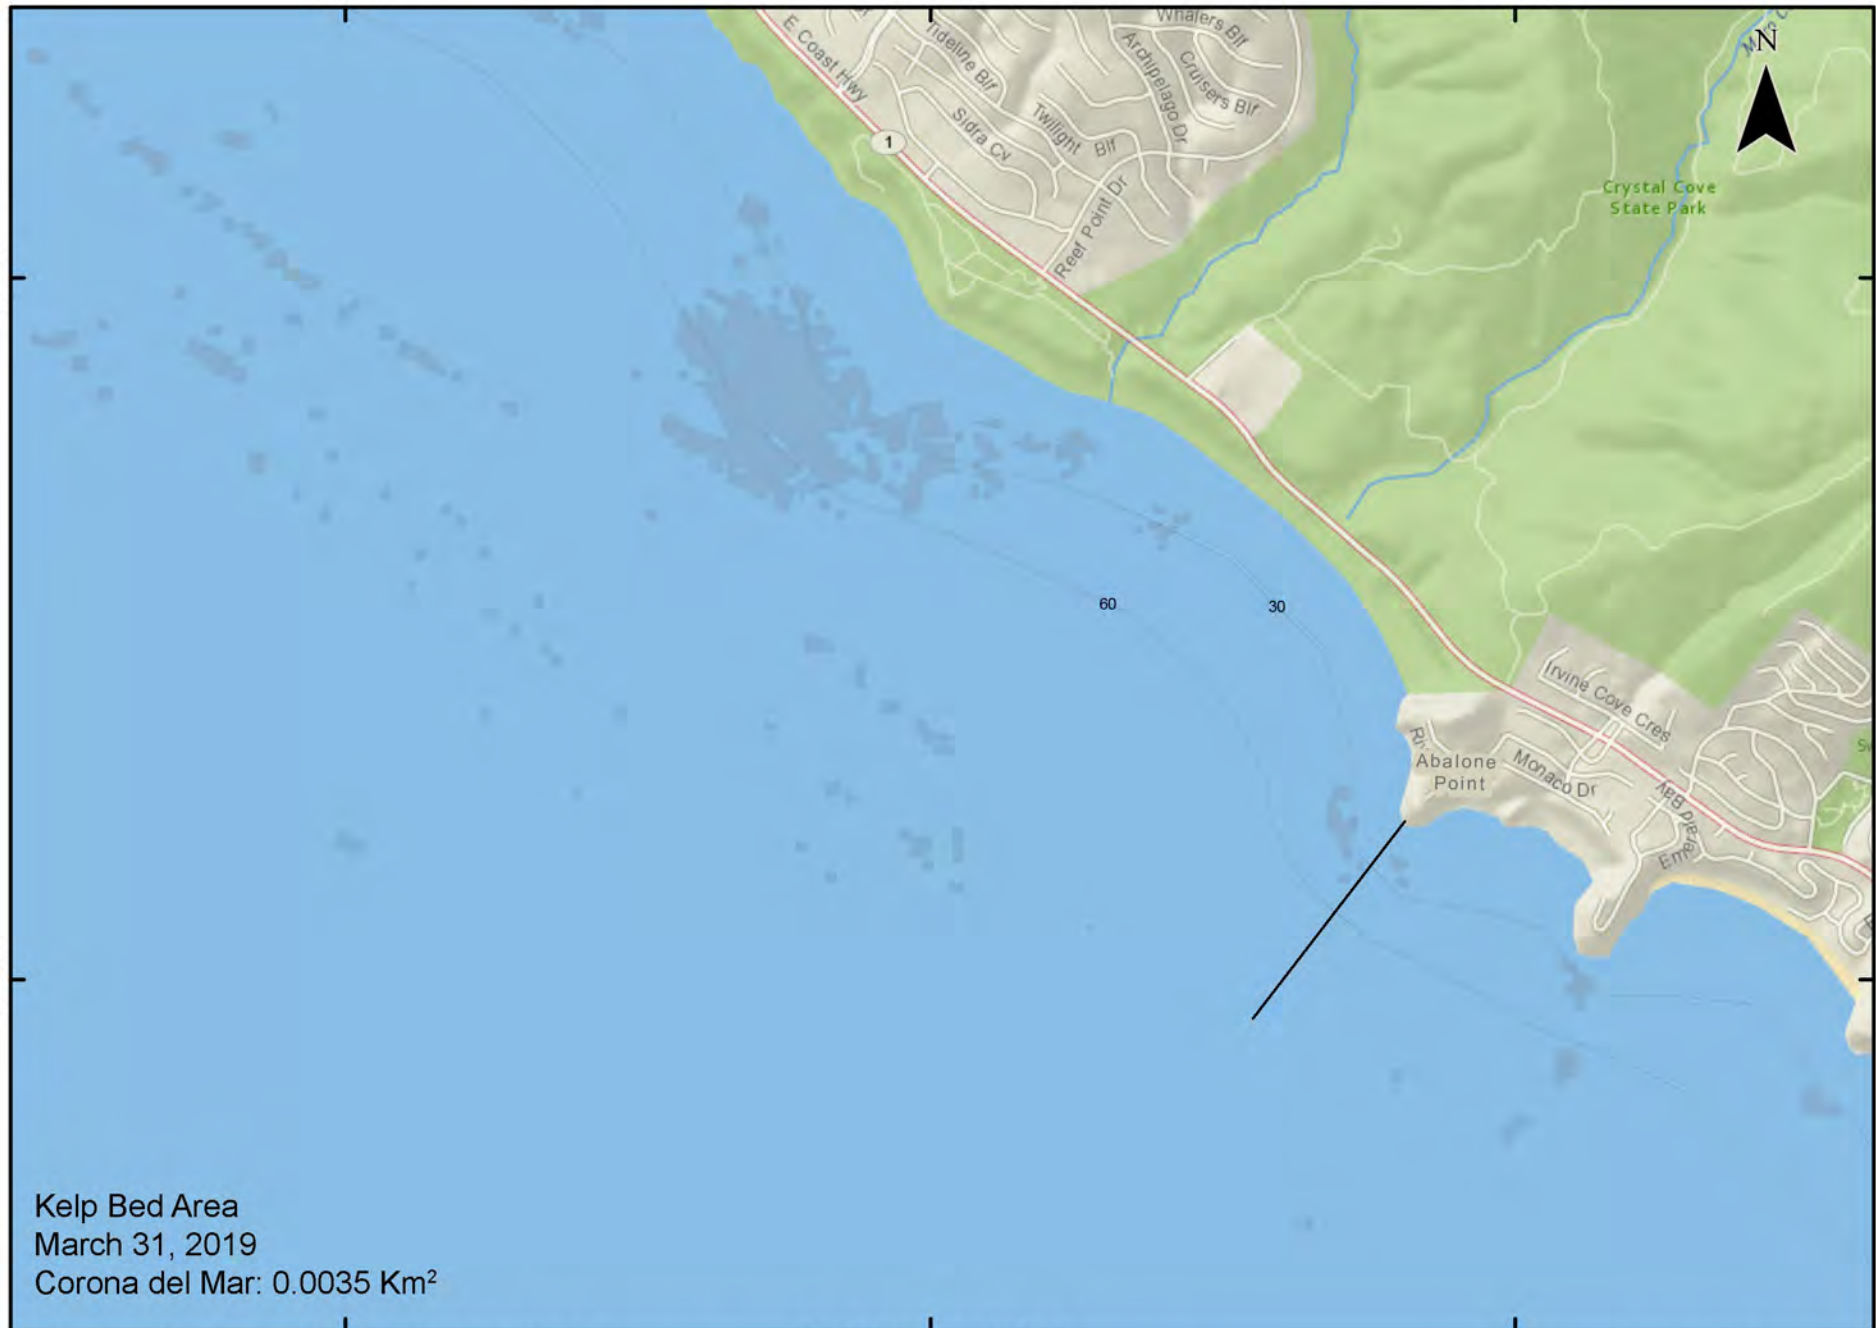 Whalers Blf
N
E Coast Hwy
Tideline Blf
Archipelago Dr
Cruisers Blf
Sidra Cv
Twilight Blf
1
Reef Point Dr
Crystal Cove
State Park
60
30
Irvine Cove Cres
Abalone
Point
Monaco Dr
Emerald Bay
Kelp Bed Area
March 31, 2019
Corona del Mar: 0.0035 Km²